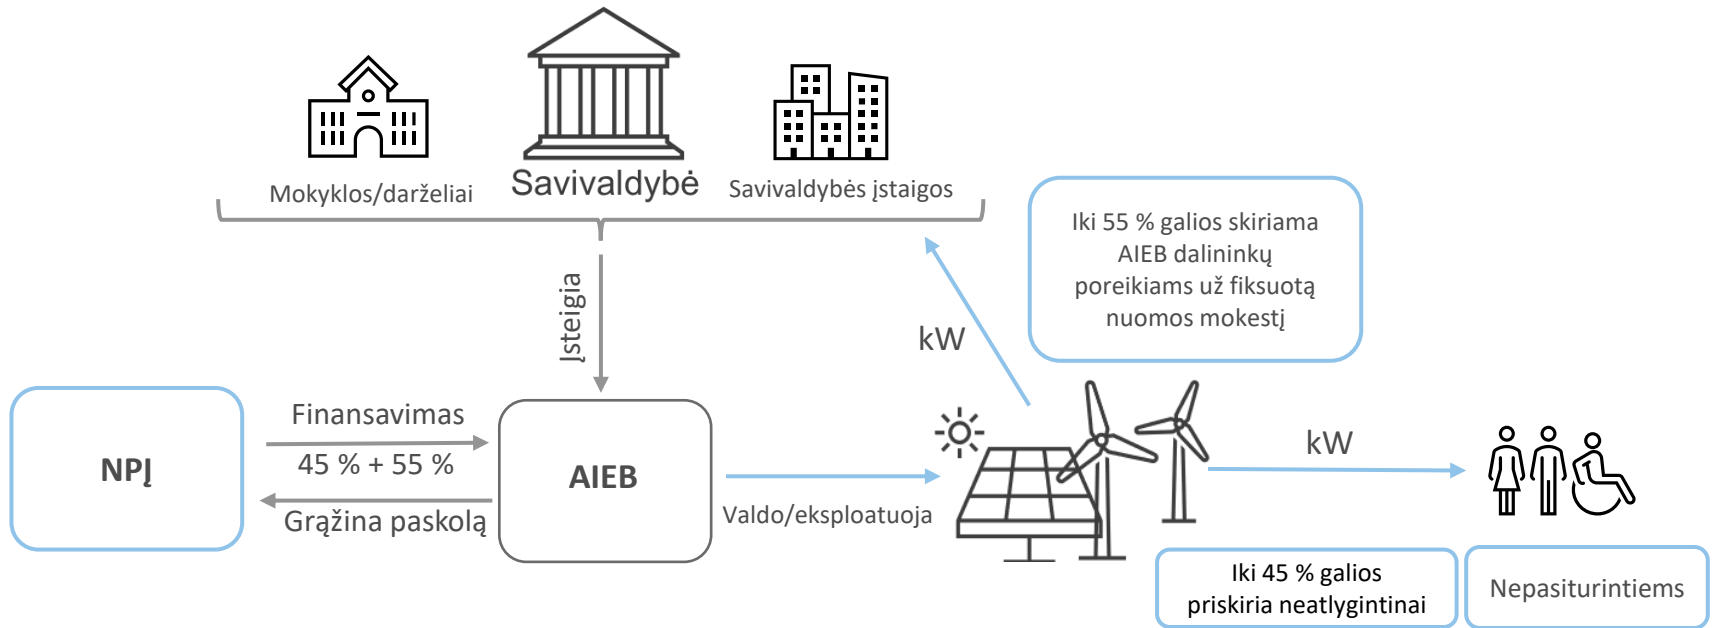 Mokyklos/darželiai
Savivaldybė
Savivaldybės įstaigos
Iki 55 % galios skiriama
AIEB dalininkų
poreikiams už fiksuotą
nuomos mokestį
Įsteigia
kW
NPĮ
Finansavimas
45 % + 55 %
Grąžina paskolą
AIEB
Valdo/eksploatuoja
kW
Iki 45 % galios
priskiria neatlygintinai
Nepasiturintiems